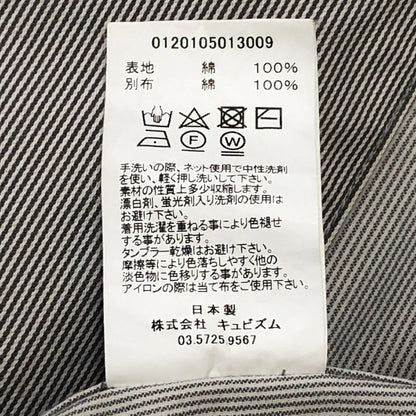 0120105013009
表地 綿 100%
別布 綿 100%
手洗いの際、ネット使用で中性洗剤
を使い、軽く押し洗いして下さい。
素材の性質上多少収縮します。
漂白剤、蛍光剤入り洗剤の使用は
お避け下さい。
着用洗濯を重ねる事により色褪せ
する事があります。
タンブラー乾燥はお避け下さい。
摩擦等により色落ちしやすく他の
淡色物に色移りする事があります。
アイロンの際は当て布をご使用下さい。
日本製
株式会社 キュビズム
03.5725.9567